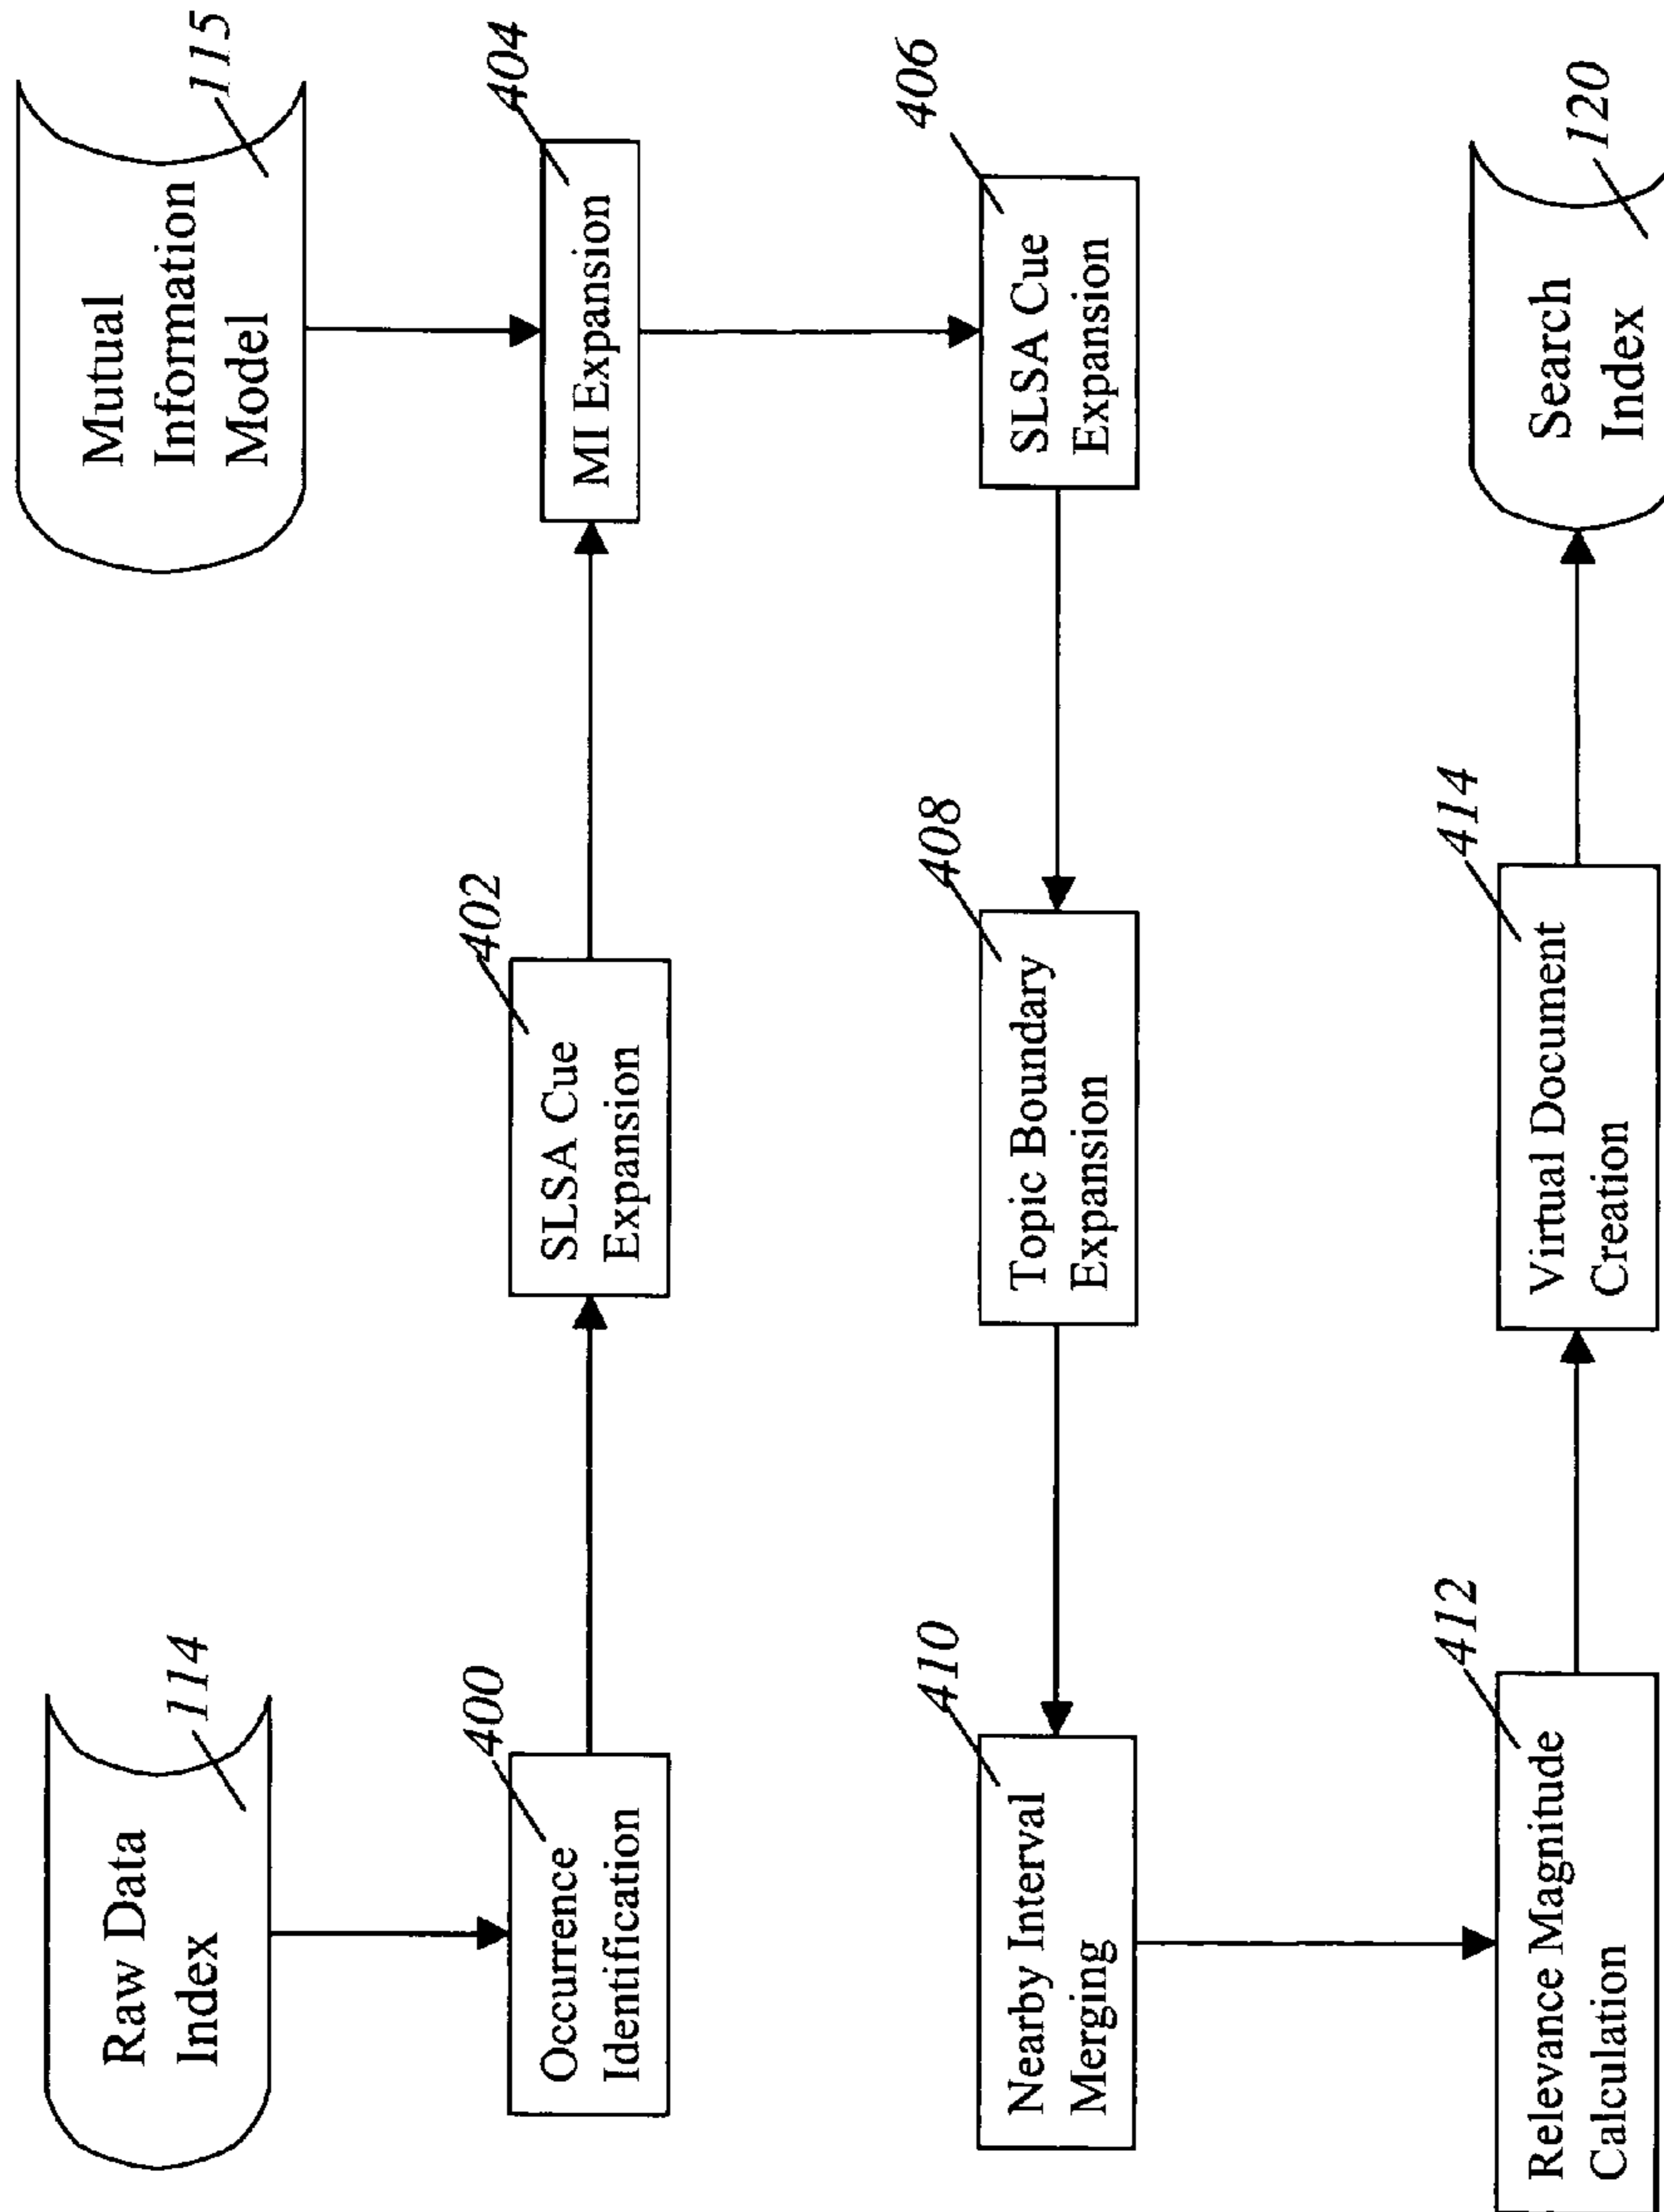 Raw Data
Index
114
Mutual
Information
Model
115
Occurrence
Identification
400
SLSA Cue
Expansion
402
MI Expansion
404
SLSA Cue
Expansion
406
Topic Boundary
Expansion
408
Nearby Interval
Merging
410
Relevance Magnitude
Calculation
412
Virtual Document
Creation
414
Search
Index
120